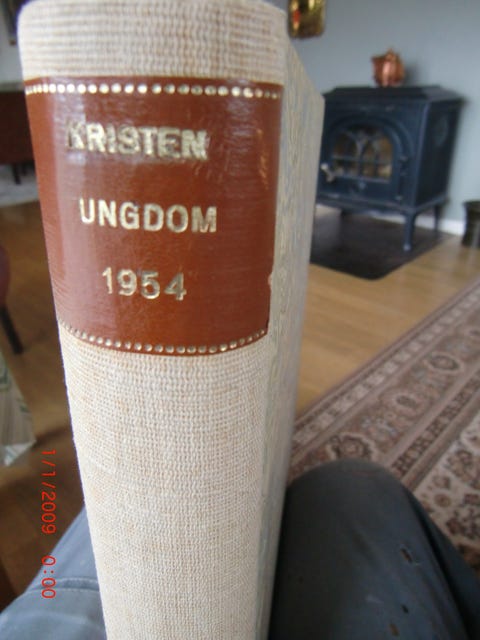 KRISTEN
UNGDOM
1954
1/1/2009 0:00